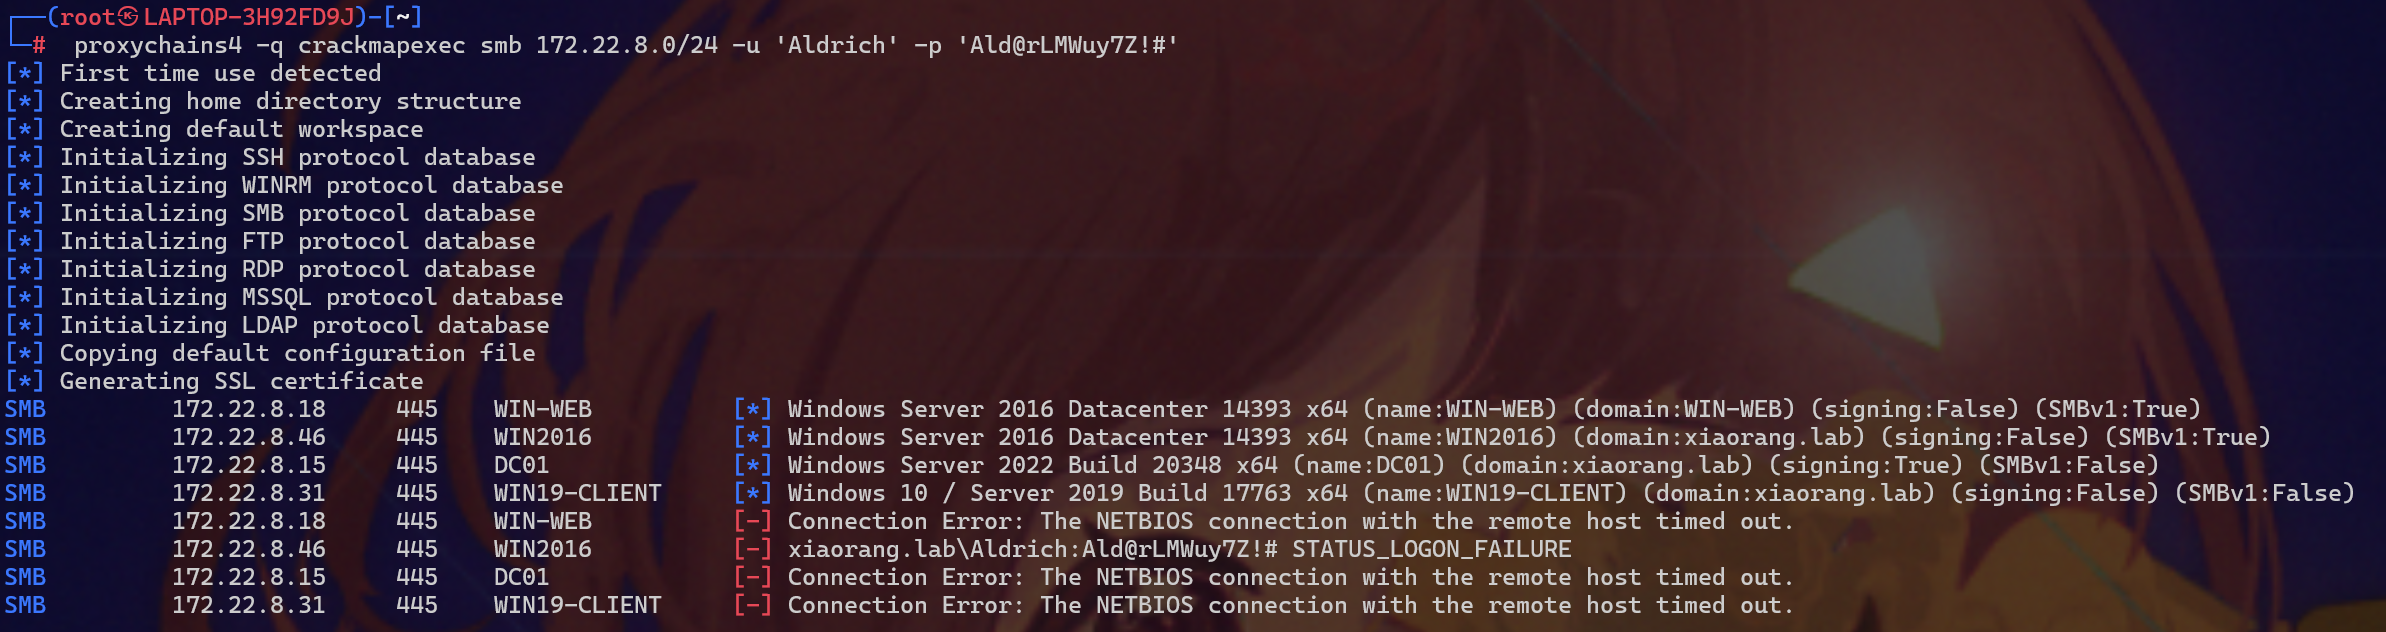 ┌──(root㉿LAPTOP-3H92FD9J)-[~]
└─#  proxychains4 -q crackmapexec smb 172.22.8.0/24 -u 'Aldrich' -p 'Ald@rLMWuy7Z!#'
[*] First time use detected
[*] Creating home directory structure
[*] Creating default workspace
[*] Initializing SSH protocol database
[*] Initializing WINRM protocol database
[*] Initializing SMB protocol database
[*] Initializing FTP protocol database
[*] Initializing RDP protocol database
[*] Initializing MSSQL protocol database
[*] Initializing LDAP protocol database
[*] Copying default configuration file
[*] Generating SSL certificate
SMB         172.22.8.18     445    WIN-WEB          [*] Windows Server 2016 Datacenter 14393 x64 (name:WIN-WEB) (domain:WIN-WEB) (signing:False) (SMBv1:True)
SMB         172.22.8.46     445    WIN2016          [*] Windows Server 2016 Datacenter 14393 x64 (name:WIN2016) (domain:xiaorang.lab) (signing:False) (SMBv1:True)
SMB         172.22.8.15     445    DC01             [*] Windows Server 2022 Build 20348 x64 (name:DC01) (domain:xiaorang.lab) (signing:True) (SMBv1:False)
SMB         172.22.8.31     445    WIN19-CLIENT     [*] Windows 10 / Server 2019 Build 17763 x64 (name:WIN19-CLIENT) (domain:xiaorang.lab) (signing:False) (SMBv1:False)
SMB         172.22.8.18     445    WIN-WEB          [-] Connection Error: The NETBIOS connection with the remote host timed out.
SMB         172.22.8.46     445    WIN2016          [-] xiaorang.lab\Aldrich:Ald@rLMWuy7Z!# STATUS_LOGON_FAILURE
SMB         172.22.8.15     445    DC01             [-] Connection Error: The NETBIOS connection with the remote host timed out.
SMB         172.22.8.31     445    WIN19-CLIENT     [-] Connection Error: The NETBIOS connection with the remote host timed out.